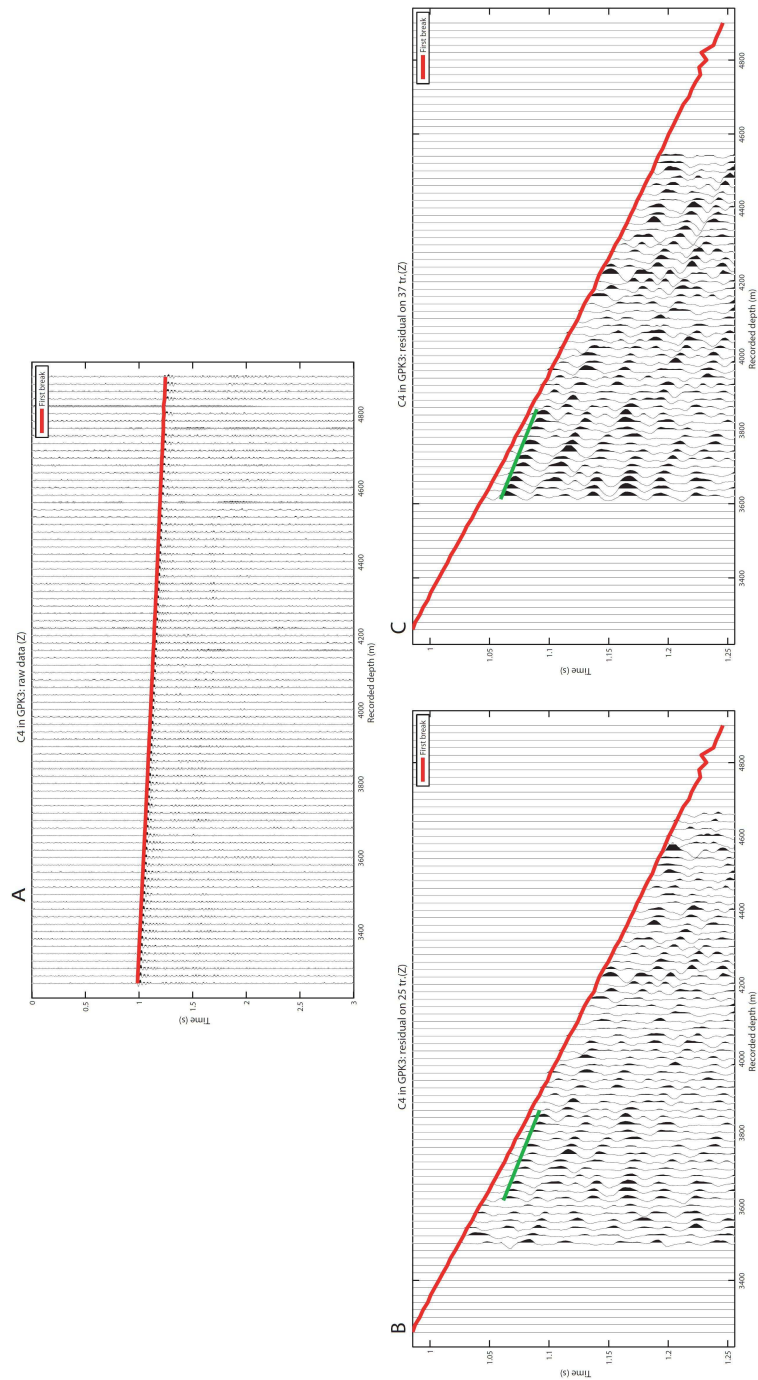 A
C4 in GPK3: raw data (Z)
First break
0
0.5
1
1.5
2
2.5
3
Time (s)
3400
3600
3800
4000
4200
4400
4600
4800
Recorded depth (m)
B
C4 in GPK3: residual on 25 tr.(Z)
First break
1
1.05
1.1
1.15
1.2
1.25
Time (s)
3400
3600
3800
4000
4200
4400
4600
4800
Recorded depth (m)
C
C4 in GPK3: residual on 37 tr.(Z)
First break
1
1.05
1.1
1.15
1.2
1.25
Time (s)
3400
3600
3800
4000
4200
4400
4600
4800
Recorded depth (m)